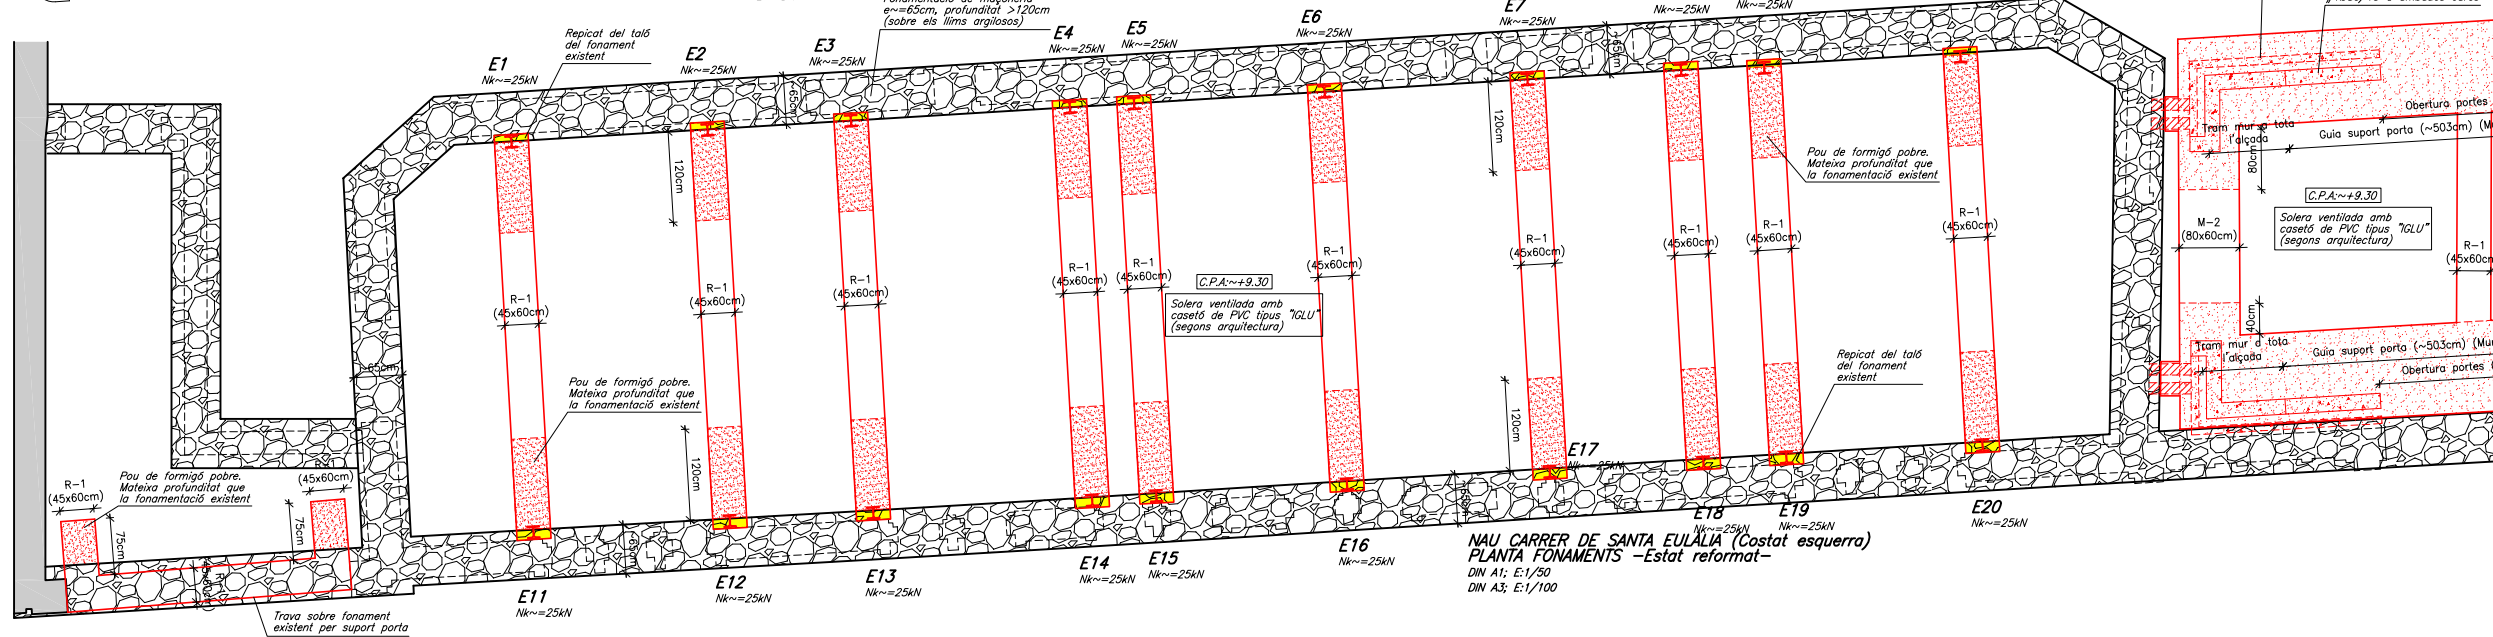 Fonamentació de maçoneria
e~=65cm, profunditat >120cm
(sobre els llims argilosos)
Repicat del taló
del fonament
existent
E1
Nk~=25kN
E2
Nk~=25kN
E3
Nk~=25kN
E4
Nk~=25kN
E5
Nk~=25kN
E6
Nk~=25kN
E7
Nk~=25kN
Nk~=25kN
Nk~=25kN
~65cm
~65cm
120cm
120cm
Pou de formigó pobre.
Mateixa profunditat que
la fonamentació existent
Obertura portes
Tram mur a tota
l'alçada
Guia suport porta (~503cm)
80cm
C.P.A:~+9.30
Solera ventilada amb
casetó de PVC tipus "IGLU"
(segons arquitectura)
M-2
(80x60cm)
R-1
(45x60cm
R-1
(45x60cm)
R-1
(45x60cm)
R-1
(45x60cm)
R-1
(45x60cm)
R-1
(45x60cm)
R-1
(45x60cm)
R-1
(45x60cm)
R-1
(45x60cm)
R-1
(45x60cm)
R-1
(45x60cm)
C.P.A:~+9.30
Solera ventilada amb
casetó de PVC tipus "IGLU"
(segons arquitectura)
40cm
Tram mur a tota
l'alçada
Guia suport porta (~503cm)
Obertura portes
~65cm
Pou de formigó pobre.
Mateixa profunditat que
la fonamentació existent
Repicat del taló
del fonament
existent
120cm
120cm
Pou de formigó pobre.
Mateixa profunditat que
la fonamentació existent
R-1
(45x60cm)
R-1
(45x60cm)
75cm
75cm
R-1
(45x60cm)
~65cm
~65cm
Trava sobre fonament
existent per suport porta
E11
Nk~=25kN
E12
Nk~=25kN
E13
Nk~=25kN
E14
Nk~=25kN
E15
Nk~=25kN
E16
Nk~=25kN
E17
Nk~=25kN
E18
Nk~=25kN
E19
Nk~=25kN
E20
Nk~=25kN
NAU CARRER DE SANTA EULÀLIA (Costat esquerra)
PLANTA FONAMENTS -Estat reformat-
DIN A1; E:1/50
DIN A3; E:1/100